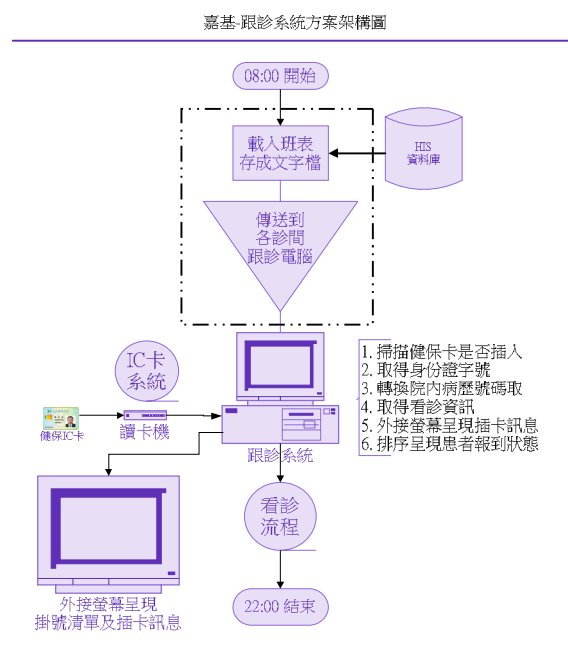 嘉基-跟診系統方案架構圖
08:00 開始
載入班表
存成文字檔
HIS
資料庫
傳送到
各診間
跟診電腦
IC卡
系統
1. 掃描健保卡是否插入
2. 取得身份證字號
3. 轉換院內病歷號碼取
4. 取得看診資訊
5. 外接螢幕呈現插卡訊息
6. 排序呈現患者報到狀態
健保IC卡
讀卡機
跟診系統
看診
流程
外接螢幕呈現
掛號清單及插卡訊息
22:00 結束